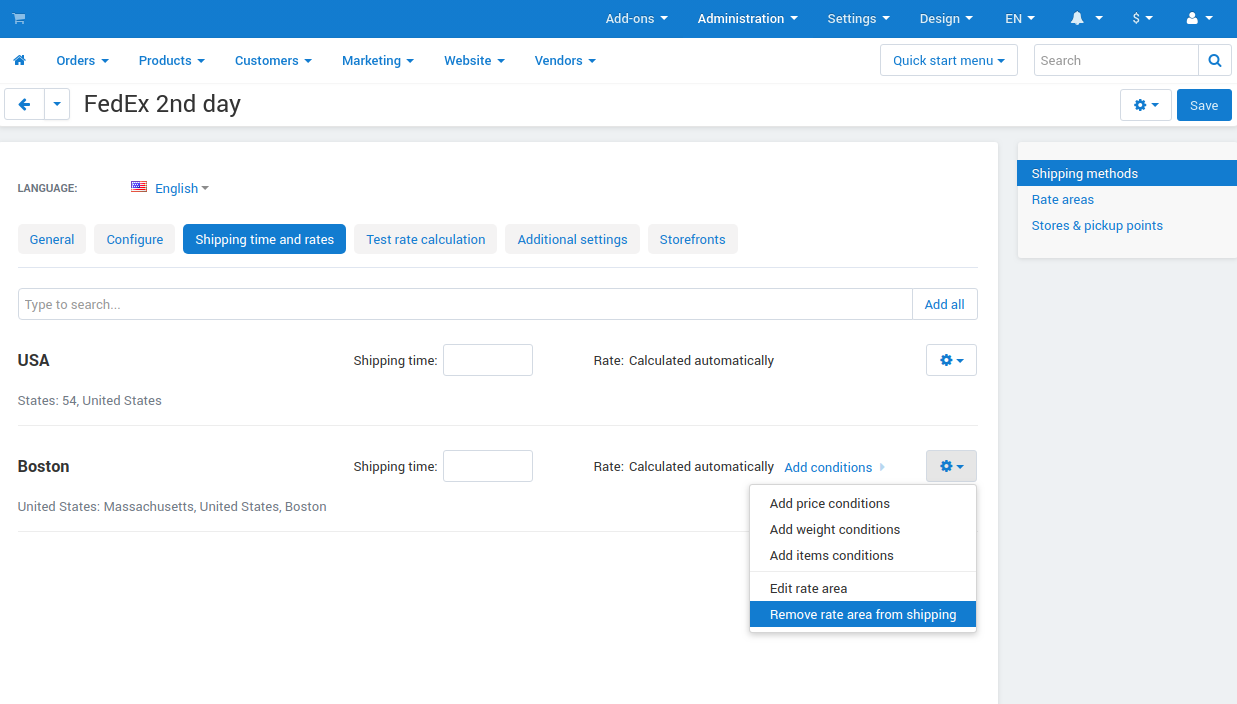 Add-ons Administration Settings Design EN $
Orders Products Customers Marketing Website Vendors Quick start menu Search
FedEx 2nd day Save
LANGUAGE: English
Shipping methods
Rate areas
Stores & pickup points
General Configure Shipping time and rates Test rate calculation Additional settings Storefronts
Type to search... Add all
USA Shipping time: Rate: Calculated automatically
States: 54, United States
Boston Shipping time: Rate: Calculated automatically Add conditions
United States: Massachusetts, United States, Boston
Add price conditions
Add weight conditions
Add items conditions
Edit rate area
Remove rate area from shipping